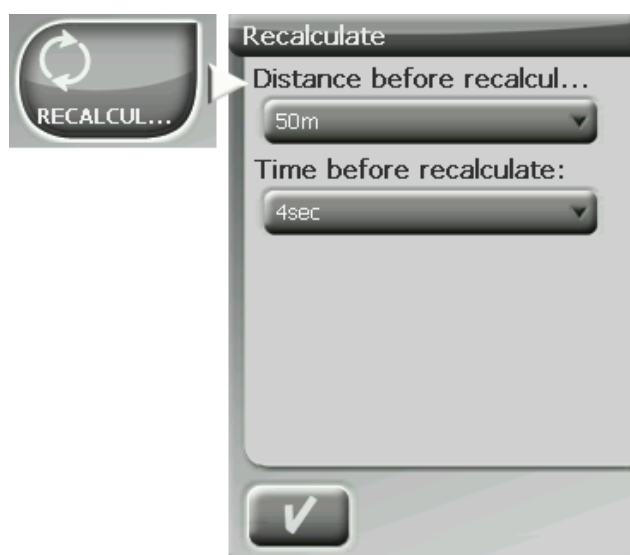 RECALCUL...
Recalculate
Distance before recalcul...
50m
Time before recalculate:
4sec